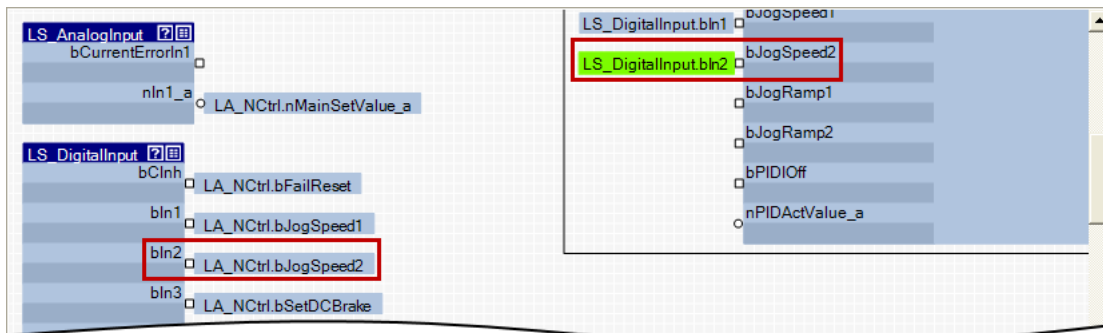 LS_AnalogInput
bCurrentErrorIn1
nIn1_a
LA_NCtrl.nMainSetValue_a
LS_DigitalInput
bCInh
LA_NCtrl.bFailReset
bIn1
LA_NCtrl.bJogSpeed1
bIn2
LA_NCtrl.bJogSpeed2
bIn3
LA_NCtrl.bSetDCBrake
LS_DigitalInput.bIn1
bJogSpeed1
LS_DigitalInput.bIn2
bJogSpeed2
bJogRamp1
bJogRamp2
bPIDIOff
nPIDActValue_a